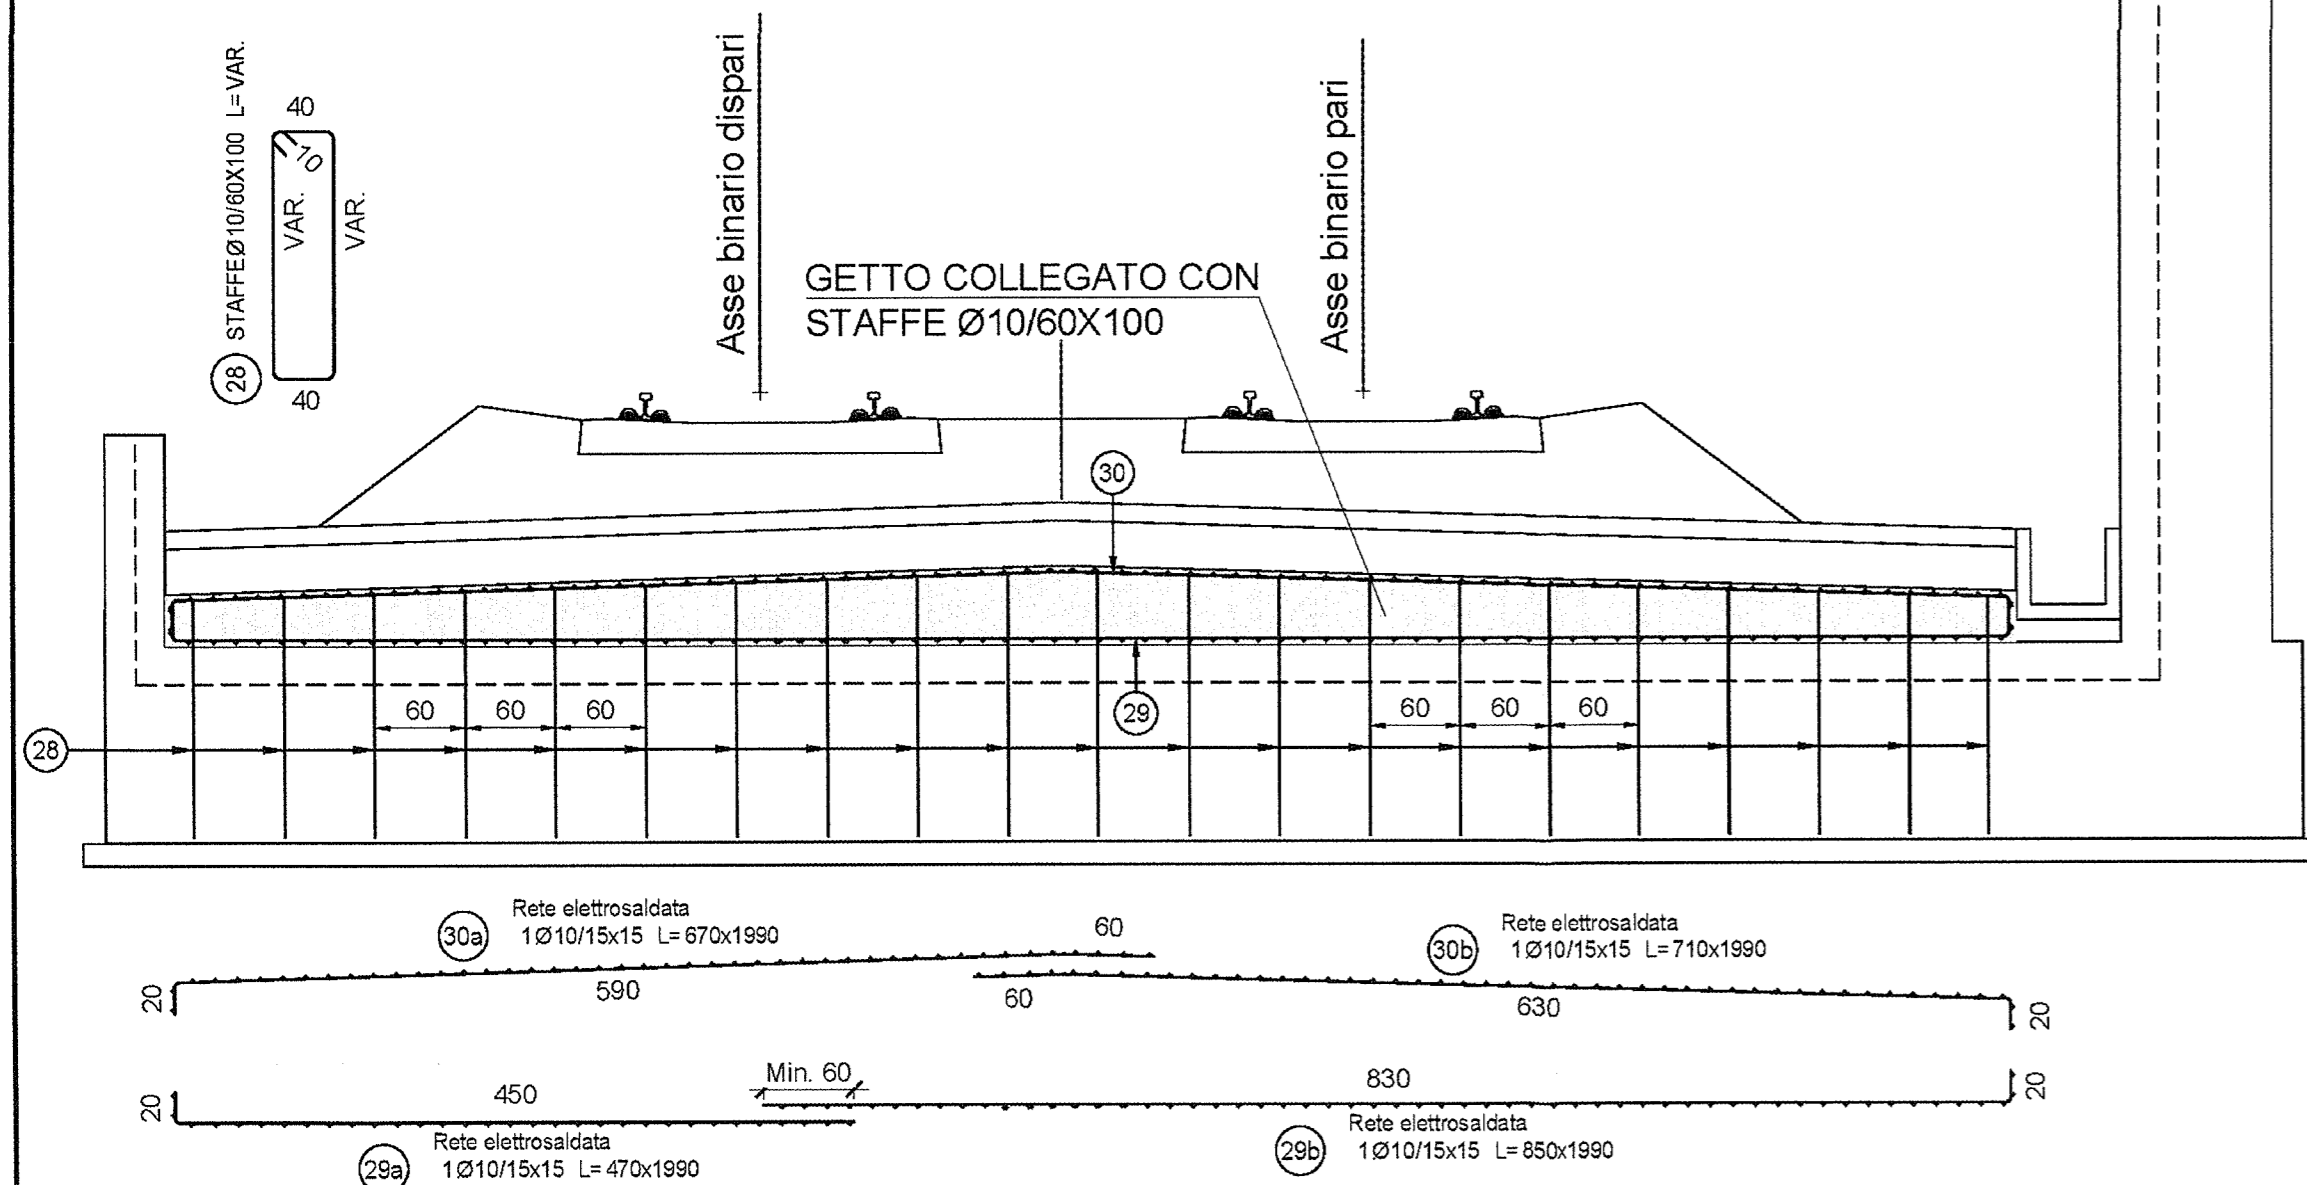 28 STAFFEØ10/60X100 L=VAR.
40
10
VAR.
VAR.
40
Asse binario dispari
GETTO COLLEGATO CON
STAFFE Ø10/60X100
Asse binario pari
30
60 60 60
29
60 60 60
28
30a Rete elettrosaldata
1Ø10/15x15 L=670x1990
60
30b Rete elettrosaldata
1Ø10/15x15 L=710x1990
20
590
60
630
20
20
450
Min. 60
830
20
29a Rete elettrosaldata
1Ø10/15x15 L=470x1990
29b Rete elettrosaldata
1Ø10/15x15 L=850x1990